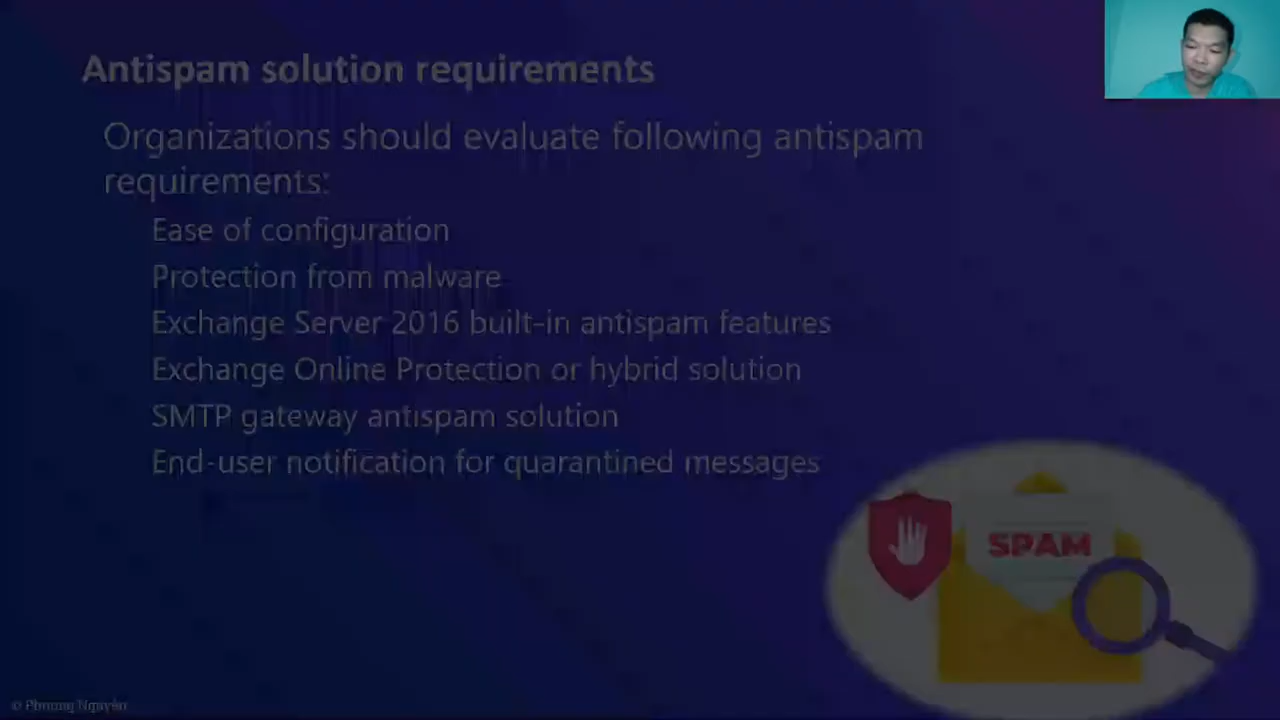 Antispam solution requirements
Organizations should evaluate following antispam
requirements:
Ease of configuration
Protection from malware
Exchange Server 2016 built-in antispam features
Exchange Online Protection or hybrid solution
SMTP gateway antispam solution
End-user notification for quarantined messages
SPAM
© Phuong Nguyen